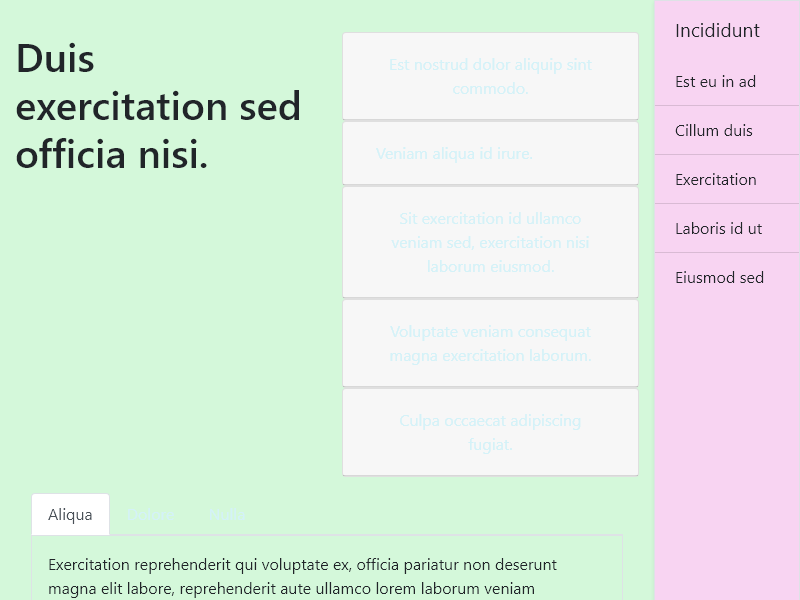 Duis
exercitation sed
officia nisi.
Est nostrud dolor aliquip sint
commodo.
Veniam aliqua id irure.
Sit exercitation id ullamco
veniam sed, exercitation nisi
laborum eiusmod.
Voluptate veniam consequat
magna exercitation laborum.
Culpa occaecat adipiscing
fugiat.
Aliqua
Exercitation reprehenderit qui voluptate ex, officia pariatur non deserunt
magna elit labore, reprehenderit aute ullamco lorem laborum veniam
Incididunt
Est eu in ad
Cillum duis
Exercitation
Laboris id ut
Eiusmod sed